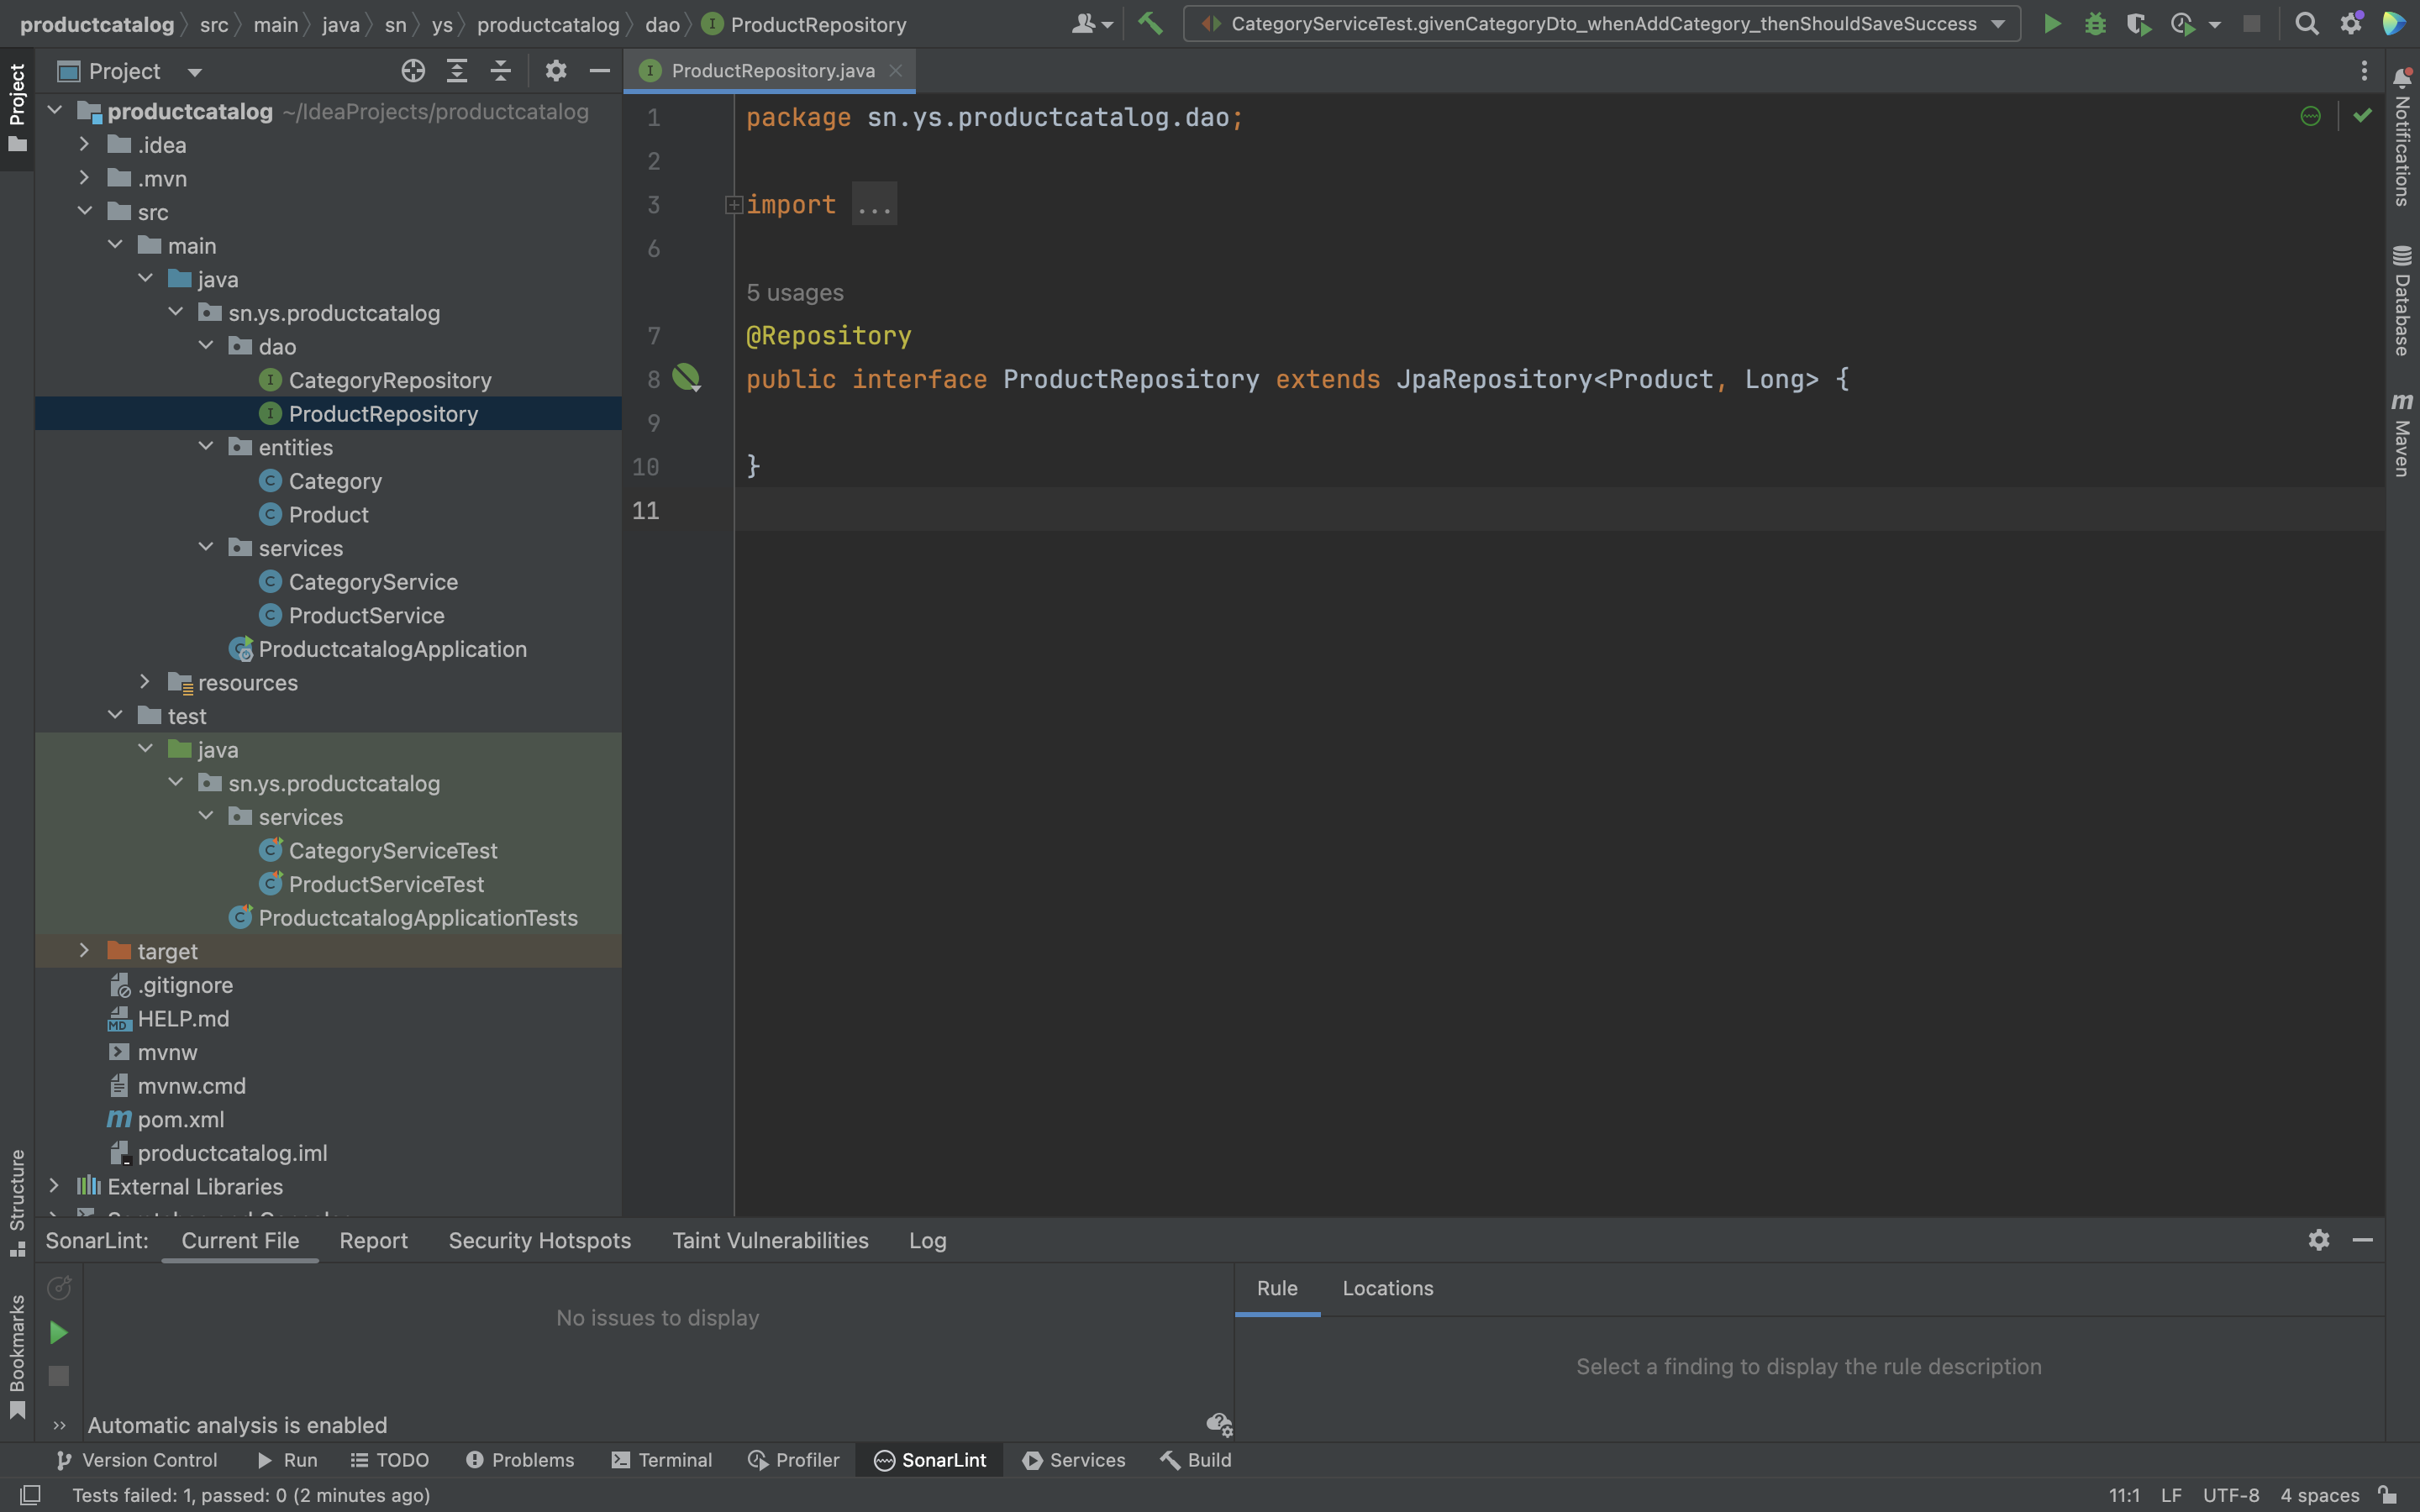 productcatalog src main java sn ys productcatalog dao ProductRepository
CategoryServiceTest.givenCategoryDto_whenAddCategory_thenShouldSaveSuccess
Project
Project
ProductRepository.java
Notifications
Database
Maven
productcatalog ~/IdeaProjects/productcatalog
.idea
.mvn
src
main
java
sn.ys.productcatalog
dao
CategoryRepository
ProductRepository
entities
Category
Product
services
CategoryService
ProductService
ProductcatalogApplication
resources
test
java
sn.ys.productcatalog
services
CategoryServiceTest
ProductServiceTest
ProductcatalogApplicationTests
target
.gitignore
HELP.md
mvnw
mvnw.cmd
pom.xml
productcatalog.iml
External Libraries
1 package sn.ys.productcatalog.dao;
2
3 import ...
6
5 usages
7 @Repository
8 public interface ProductRepository extends JpaRepository<Product, Long> {
9
10 }
11
Structure
Bookmarks
SonarLint: Current File Report Security Hotspots Taint Vulnerabilities Log
Rule Locations
No issues to display
Select a finding to display the rule description
Automatic analysis is enabled
Version Control Run TODO Problems Terminal Profiler SonarLint Services Build
Tests failed: 1, passed: 0 (2 minutes ago)
11:1 LF UTF-8 4 spaces